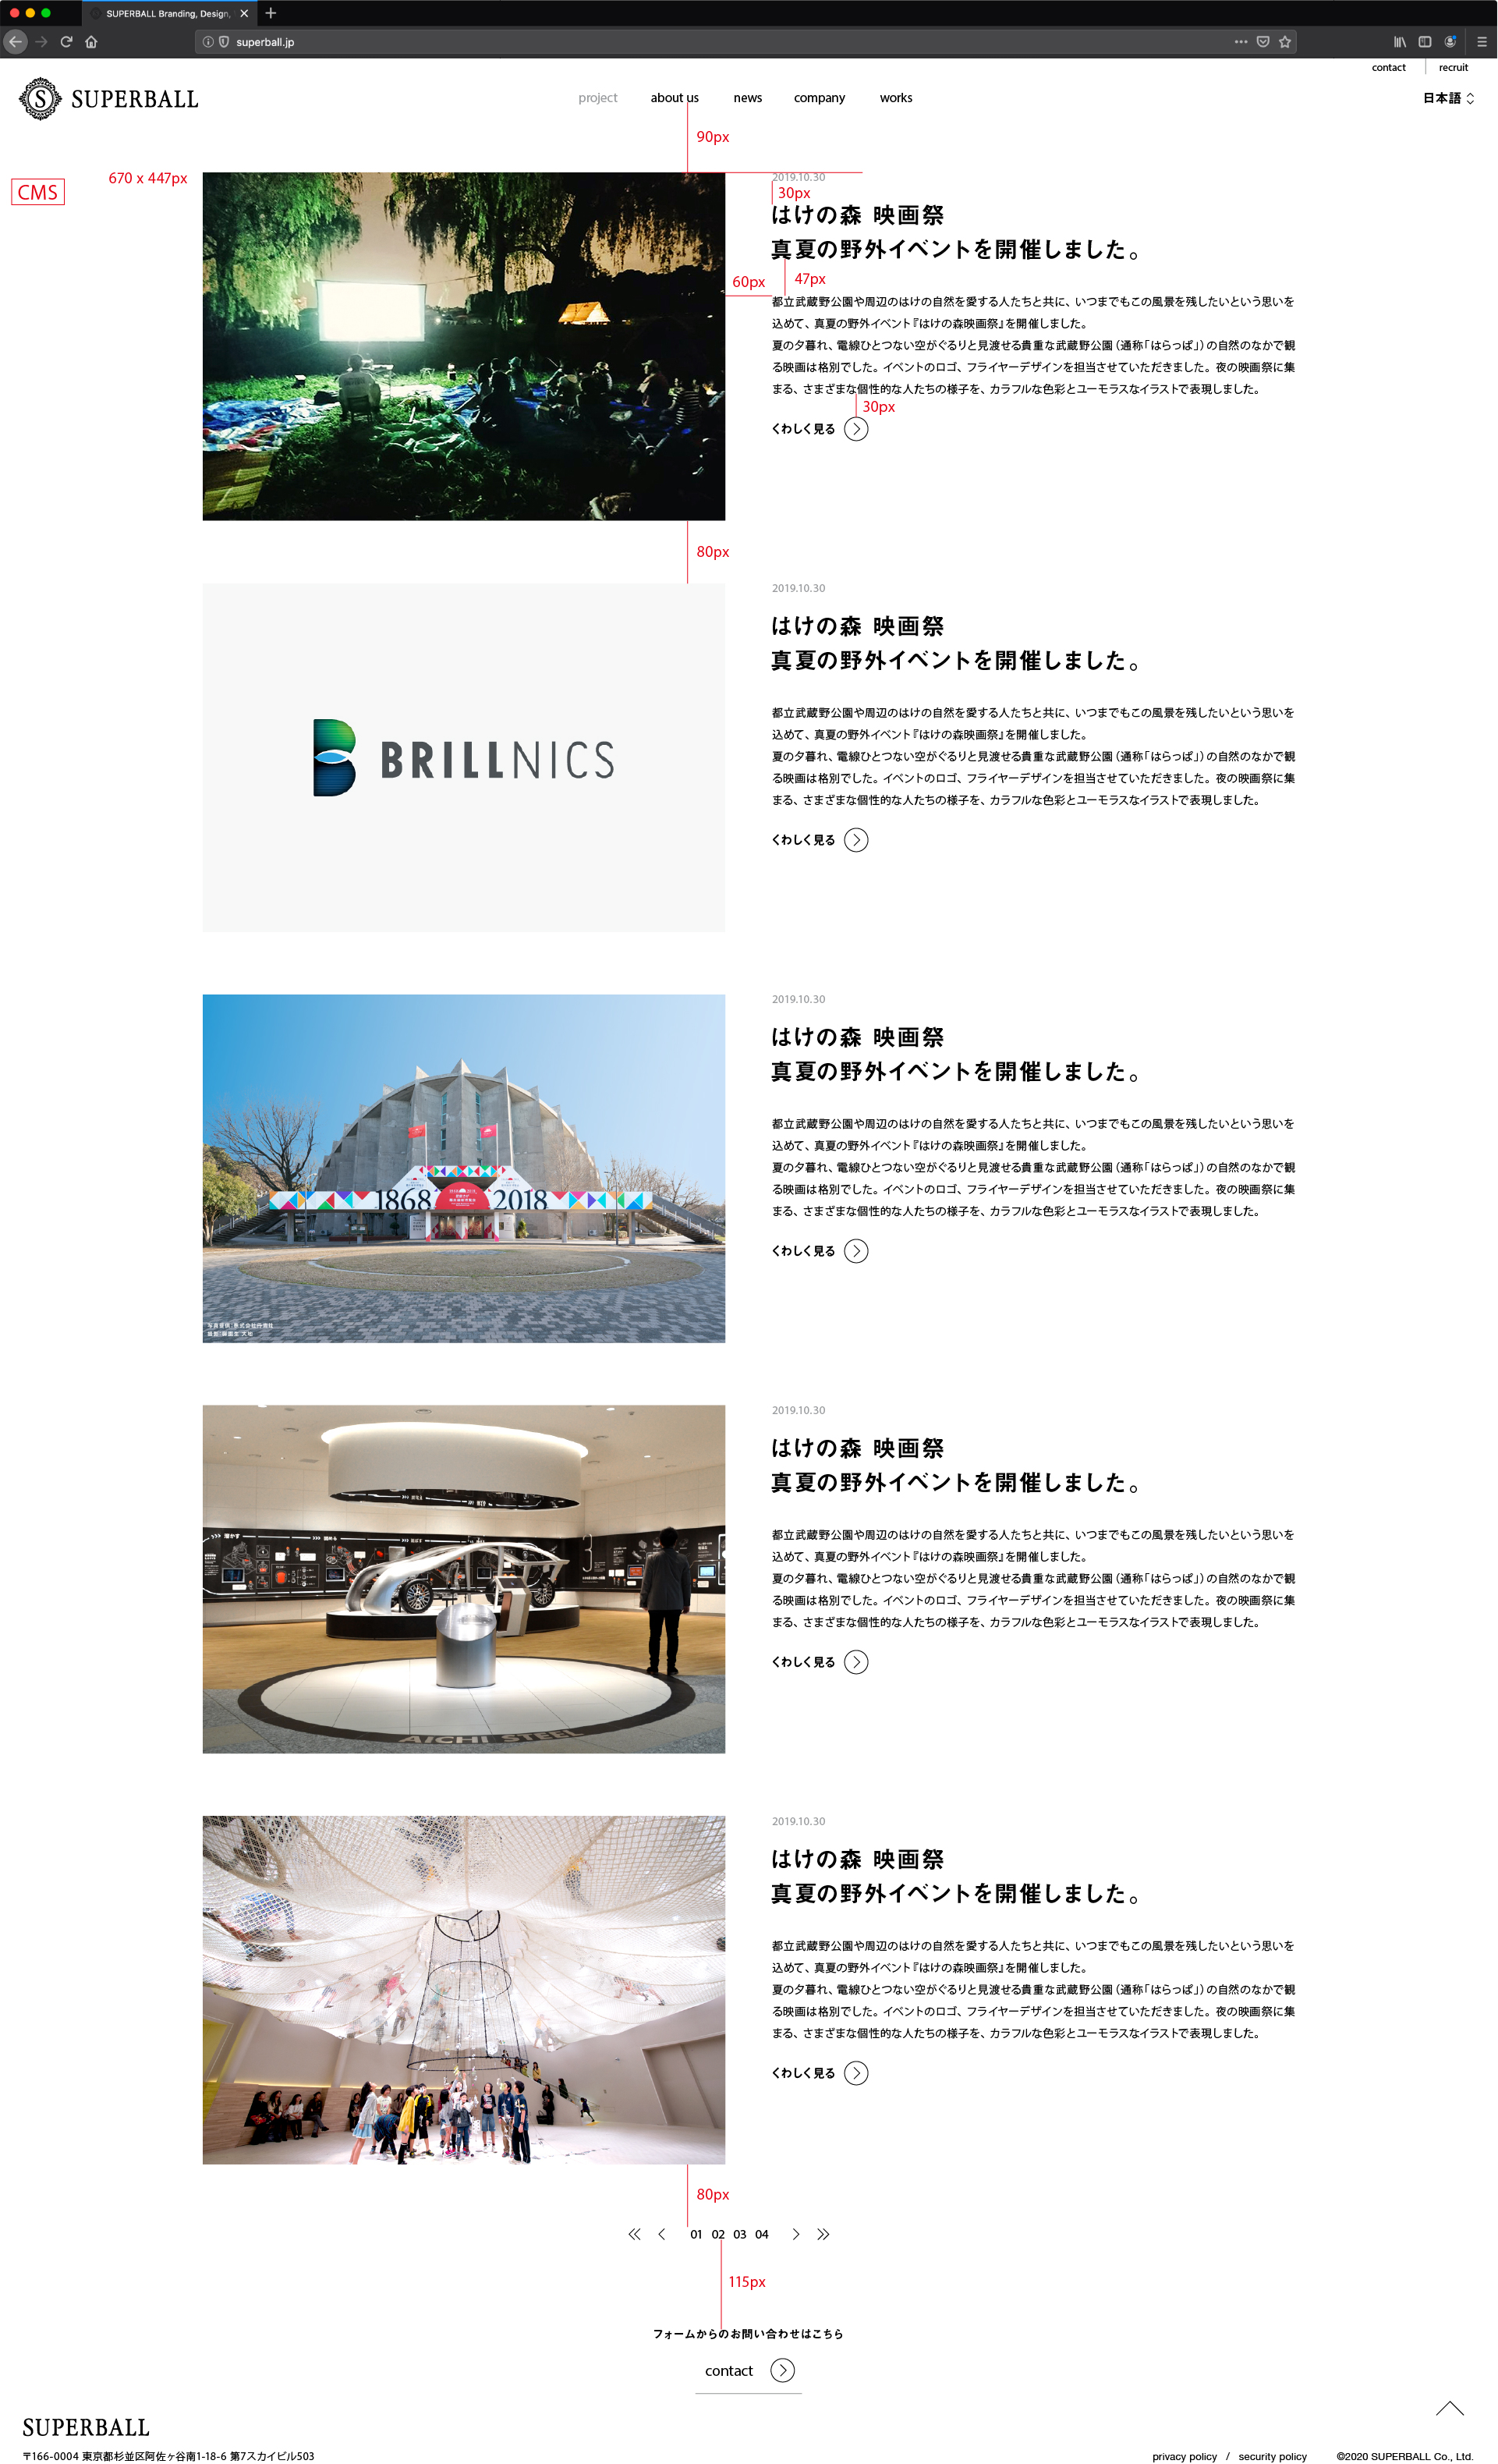 SUPERBALL Branding, Design,
superball.jp
contact
recruit
SUPERBALL
project
about us
news
company
works
日本語
90px
CMS
670 x 447px
2019.10.30
30px
はけの森 映画祭
真夏の野外イベントを開催しました。
60px
47px
都立武蔵野公園や周辺のはけの自然を愛する人たちと共に、いつまでもこの風景を残したいという思いを
込めて、真夏の野外イベント『はけの森映画祭』を開催しました。
夏の夕暮れ、電線ひとつない空がぐるりと見渡せる貴重な武蔵野公園（通称「はらっぱ」）の自然のなかで観
る映画は格別でした。イベントのロゴ、フライヤーデザインを担当させていただきました。夜の映画祭に集
まる、さまざまな個性的な人たちの様子を、カラフルな色彩とユーモラスなイラストで表現しました。
30px
くわしく見る
80px
BRILLNICS
2019.10.30
はけの森 映画祭
真夏の野外イベントを開催しました。
都立武蔵野公園や周辺のはけの自然を愛する人たちと共に、いつまでもこの風景を残したいという思いを
込めて、真夏の野外イベント『はけの森映画祭』を開催しました。
夏の夕暮れ、電線ひとつない空がぐるりと見渡せる貴重な武蔵野公園（通称「はらっぱ」）の自然のなかで観
る映画は格別でした。イベントのロゴ、フライヤーデザインを担当させていただきました。夜の映画祭に集
まる、さまざまな個性的な人たちの様子を、カラフルな色彩とユーモラスなイラストで表現しました。
くわしく見る
1868
2018
2019.10.30
はけの森 映画祭
真夏の野外イベントを開催しました。
都立武蔵野公園や周辺のはけの自然を愛する人たちと共に、いつまでもこの風景を残したいという思いを
込めて、真夏の野外イベント『はけの森映画祭』を開催しました。
夏の夕暮れ、電線ひとつない空がぐるりと見渡せる貴重な武蔵野公園（通称「はらっぱ」）の自然のなかで観
る映画は格別でした。イベントのロゴ、フライヤーデザインを担当させていただきました。夜の映画祭に集
まる、さまざまな個性的な人たちの様子を、カラフルな色彩とユーモラスなイラストで表現しました。
くわしく見る
AICHI STEEL
2019.10.30
はけの森 映画祭
真夏の野外イベントを開催しました。
都立武蔵野公園や周辺のはけの自然を愛する人たちと共に、いつまでもこの風景を残したいという思いを
込めて、真夏の野外イベント『はけの森映画祭』を開催しました。
夏の夕暮れ、電線ひとつない空がぐるりと見渡せる貴重な武蔵野公園（通称「はらっぱ」）の自然のなかで観
る映画は格別でした。イベントのロゴ、フライヤーデザインを担当させていただきました。夜の映画祭に集
まる、さまざまな個性的な人たちの様子を、カラフルな色彩とユーモラスなイラストで表現しました。
くわしく見る
2019.10.30
はけの森 映画祭
真夏の野外イベントを開催しました。
都立武蔵野公園や周辺のはけの自然を愛する人たちと共に、いつまでもこの風景を残したいという思いを
込めて、真夏の野外イベント『はけの森映画祭』を開催しました。
夏の夕暮れ、電線ひとつない空がぐるりと見渡せる貴重な武蔵野公園（通称「はらっぱ」）の自然のなかで観
る映画は格別でした。イベントのロゴ、フライヤーデザインを担当させていただきました。夜の映画祭に集
まる、さまざまな個性的な人たちの様子を、カラフルな色彩とユーモラスなイラストで表現しました。
くわしく見る
80px
01 02 03 04
115px
フォームからのお問い合わせはこちら
contact
SUPERBALL
〒166-0004 東京都杉並区阿佐ヶ谷南1-18-6 第7スカイビル503
privacy policy / security policy
©2020 SUPERBALL Co., Ltd.